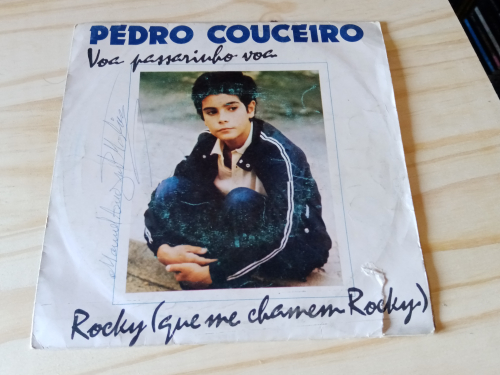 PEDRO COUCEIRO
Voa passarinho voa
Rocky (que me chamem Rocky)